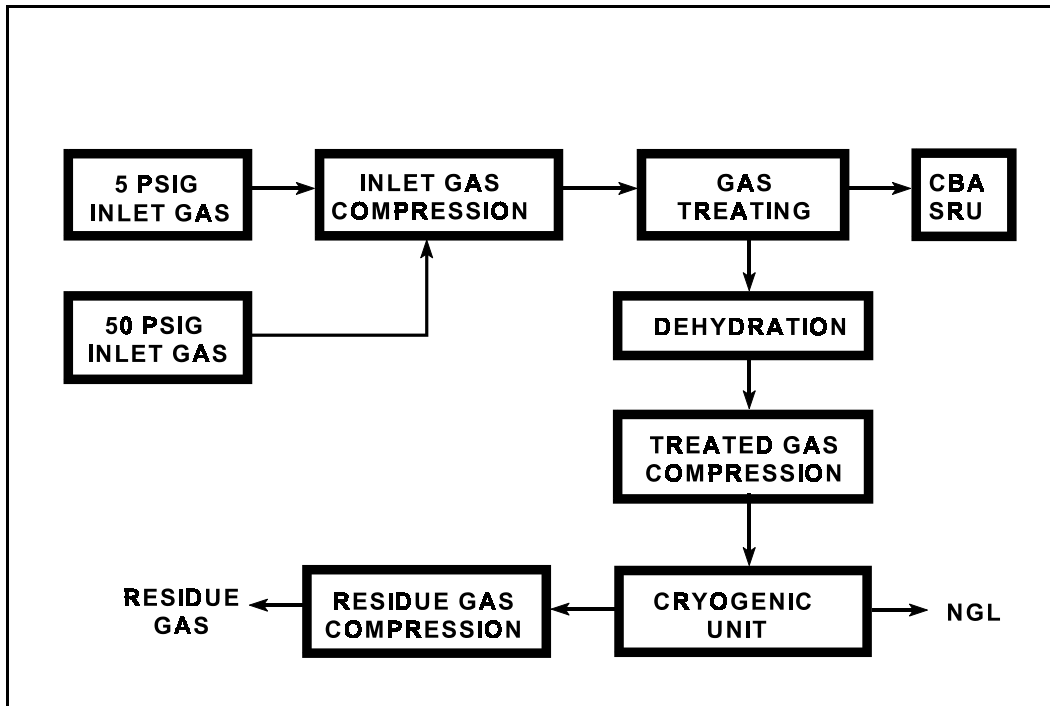 5 PSIG
INLET GAS
INLET GAS
COMPRESSION
GAS
TREATING
CBA
SRU
50 PSIG
INLET GAS
DEHYDRATION
TREATED GAS
COMPRESSION
RESIDUE
GAS
RESIDUE GAS
COMPRESSION
CRYOGENIC
UNIT
NGL